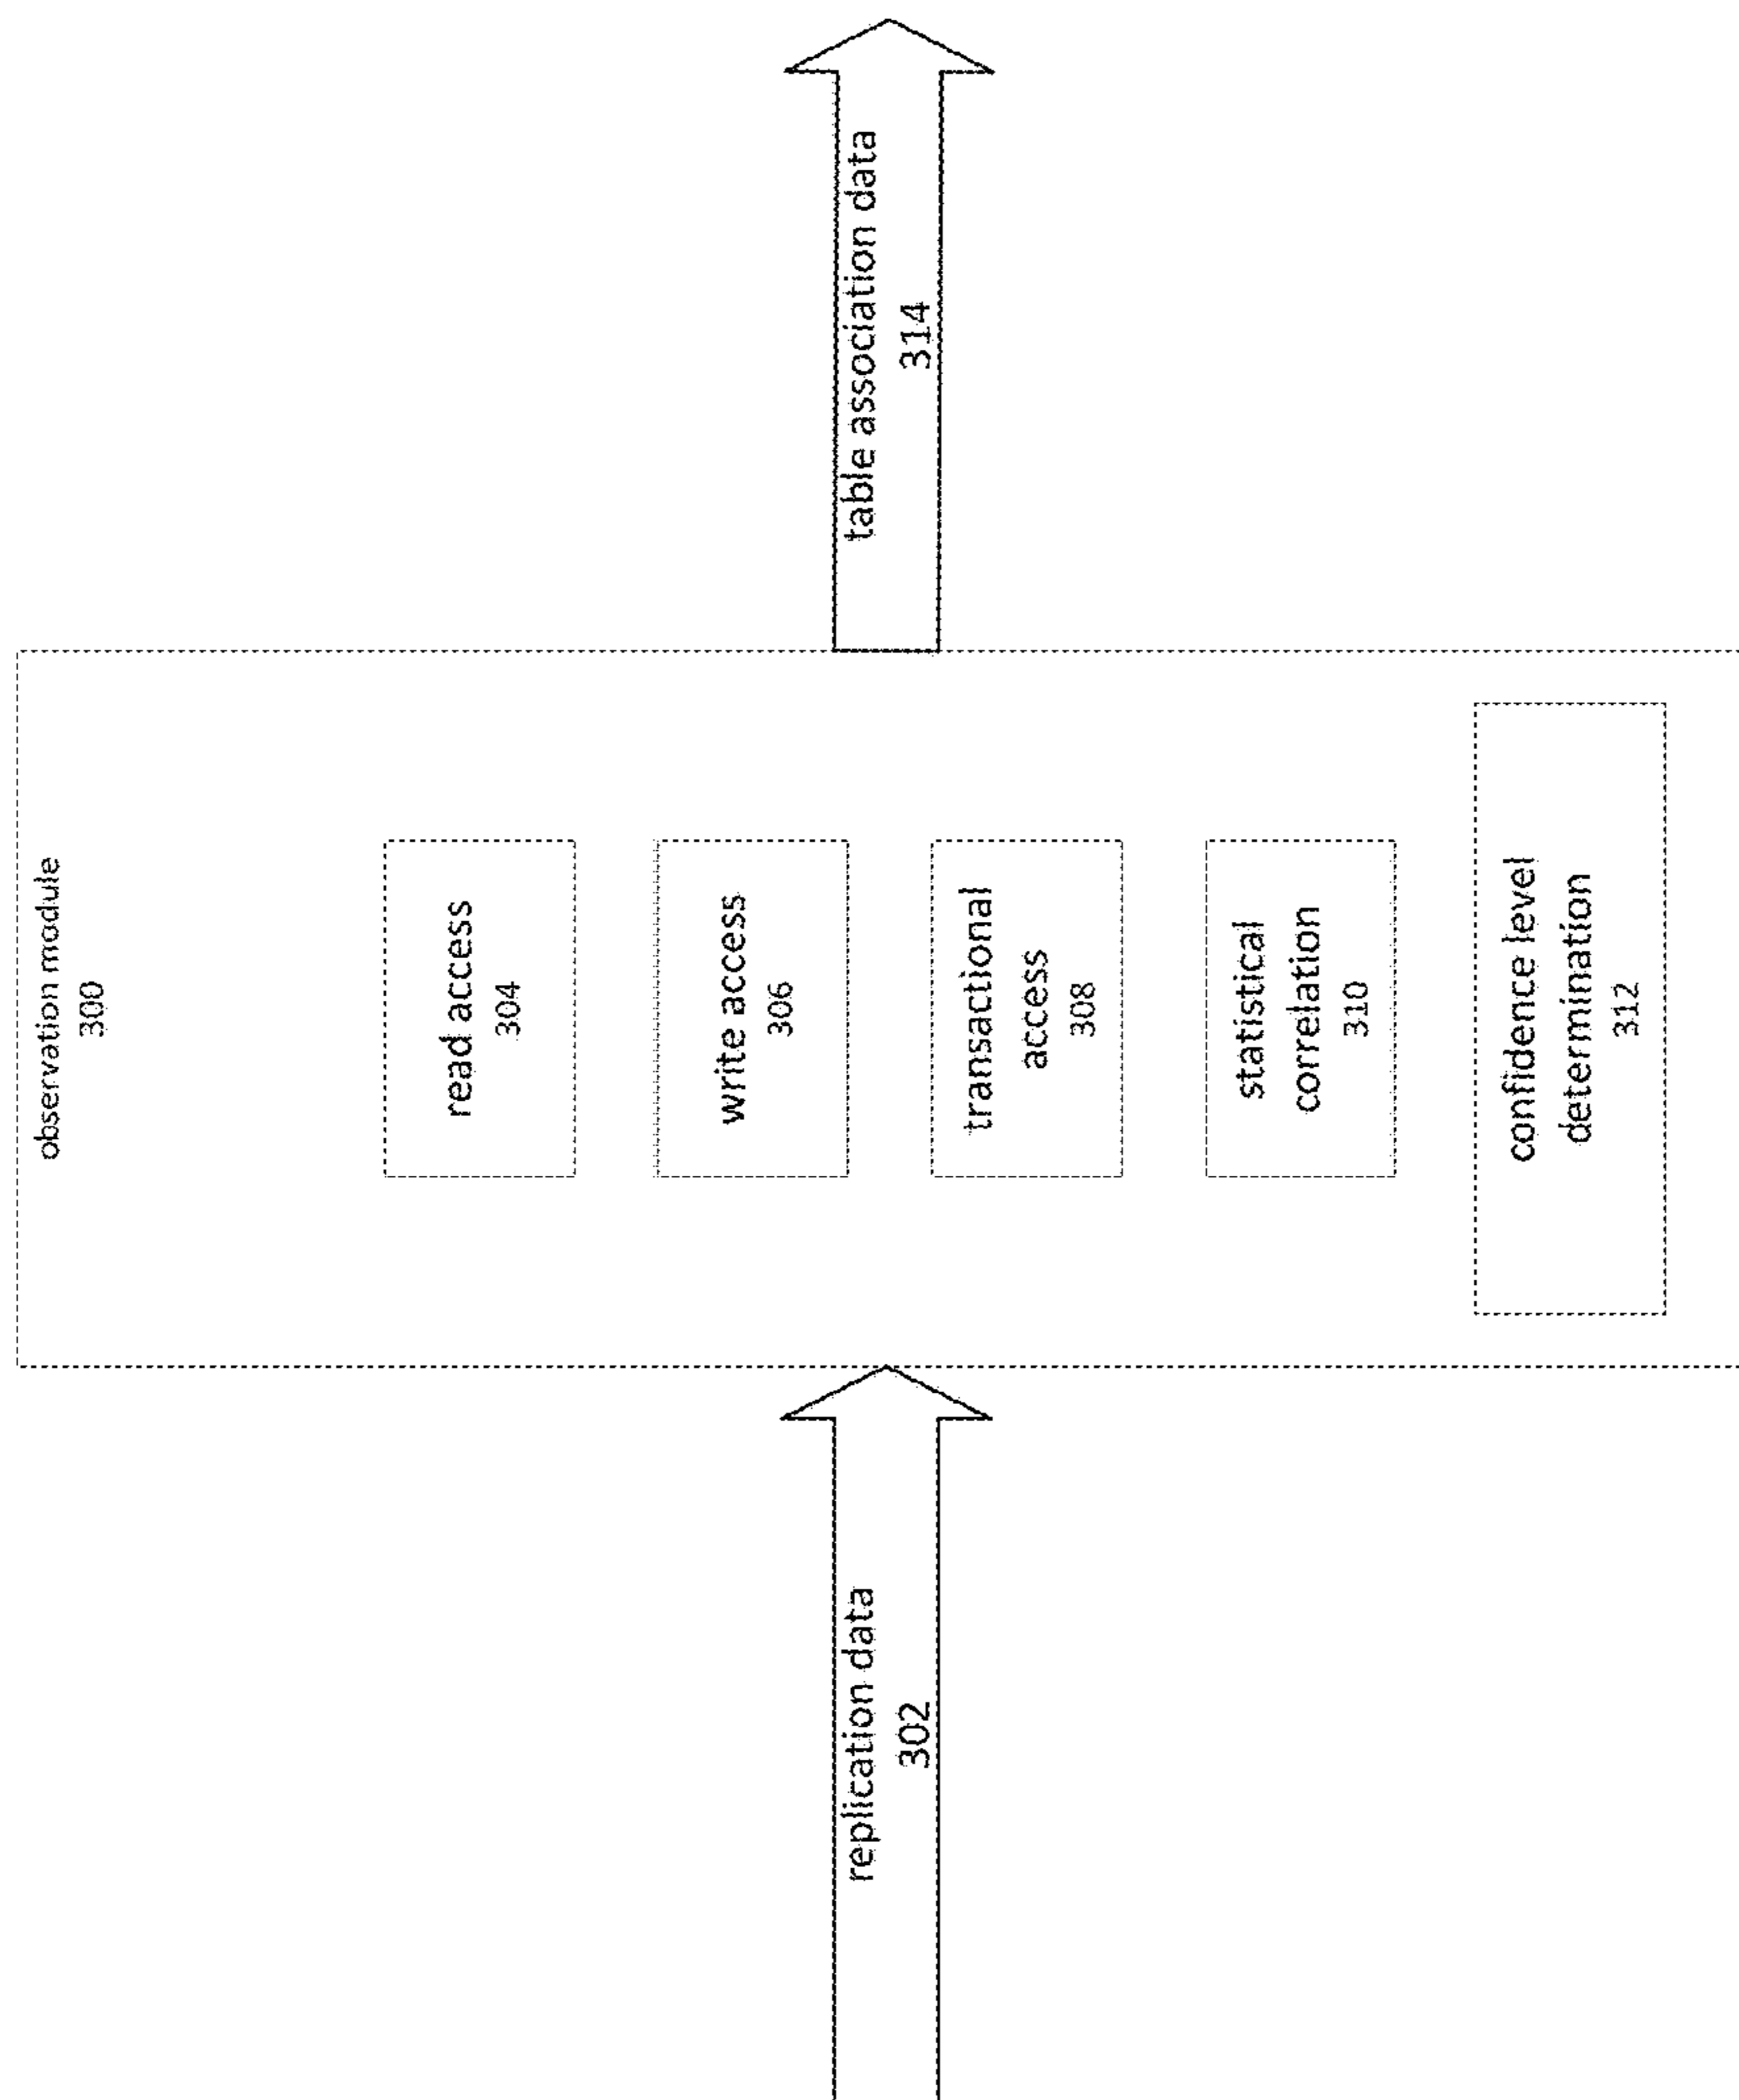 observation module
300
read access
304
write access
306
transactional
access
308
statistical
correlation
310
confidence level
determination
312
replication data
302
table association data
314